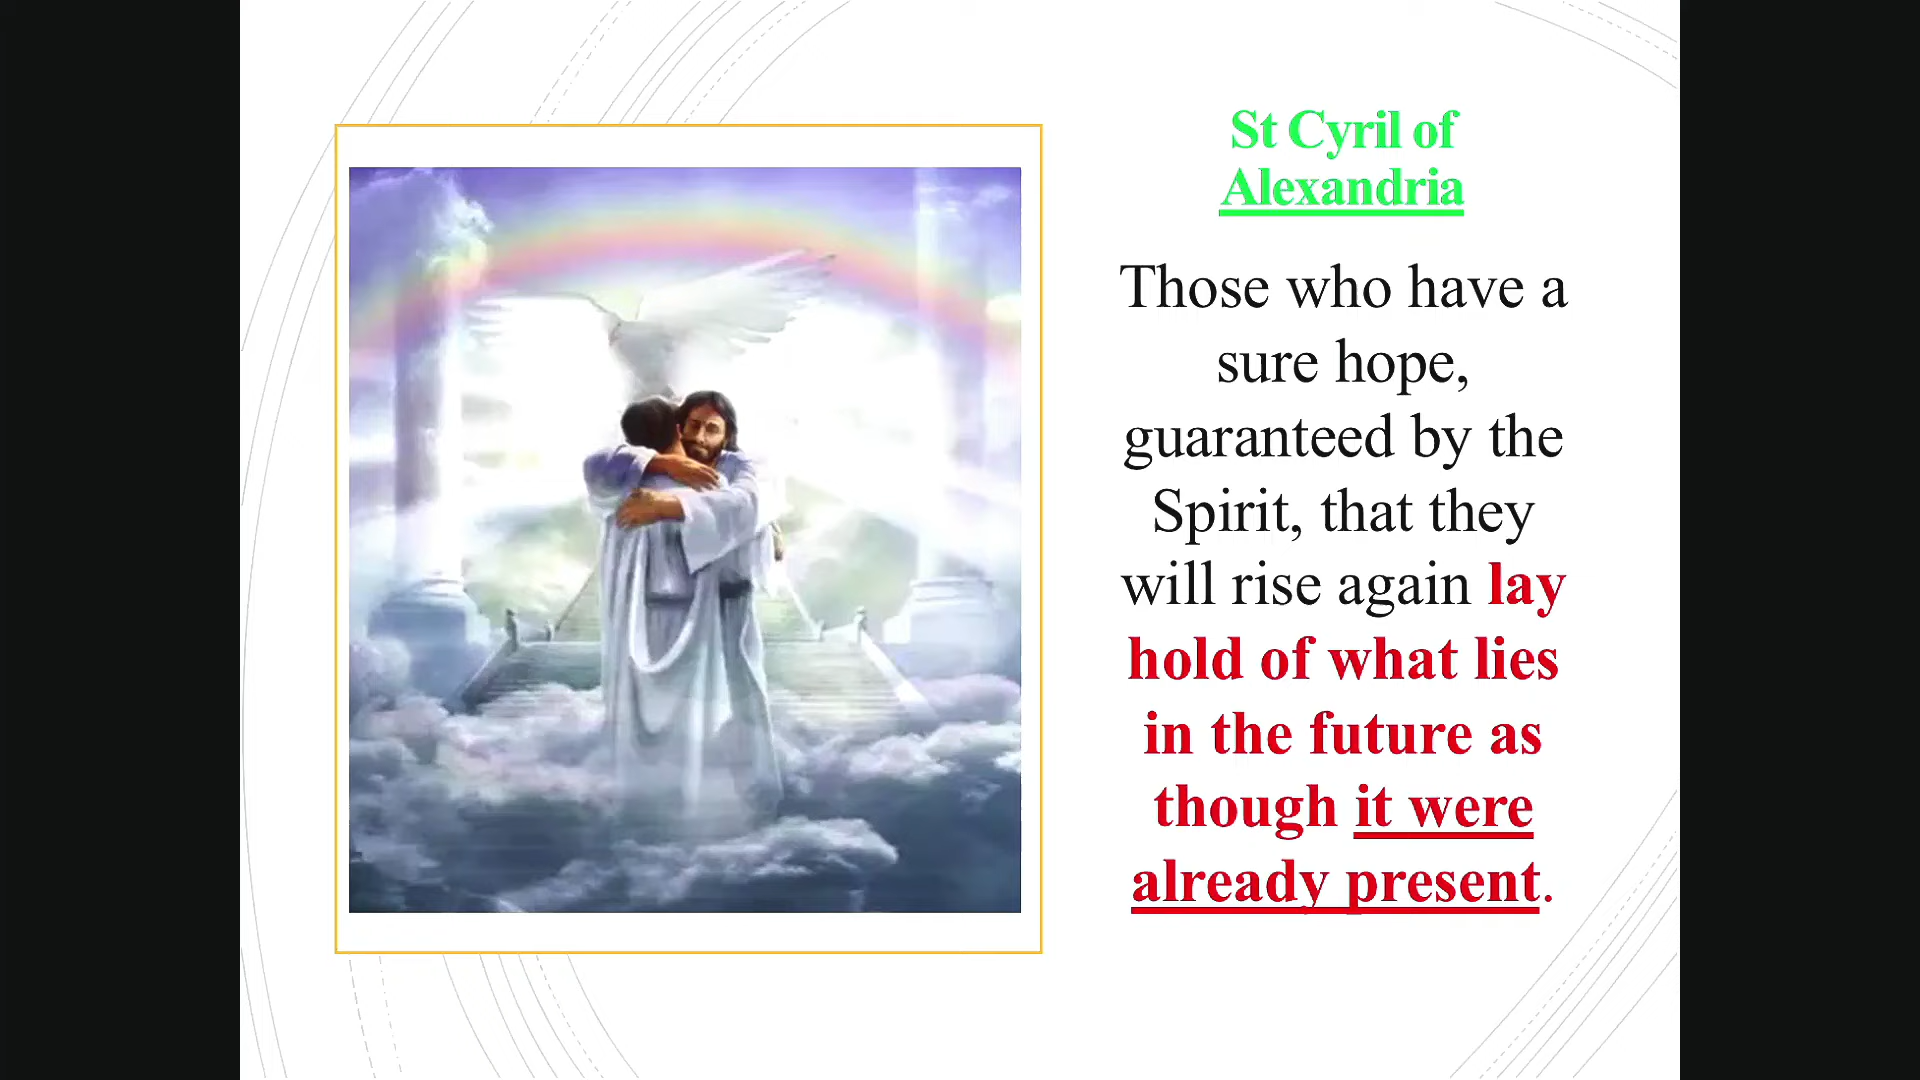 St Cyril of
Alexandria
Those who have a
sure hope,
guaranteed by the
Spirit, that they
will rise again lay
hold of what lies
in the future as
though it were
already present.